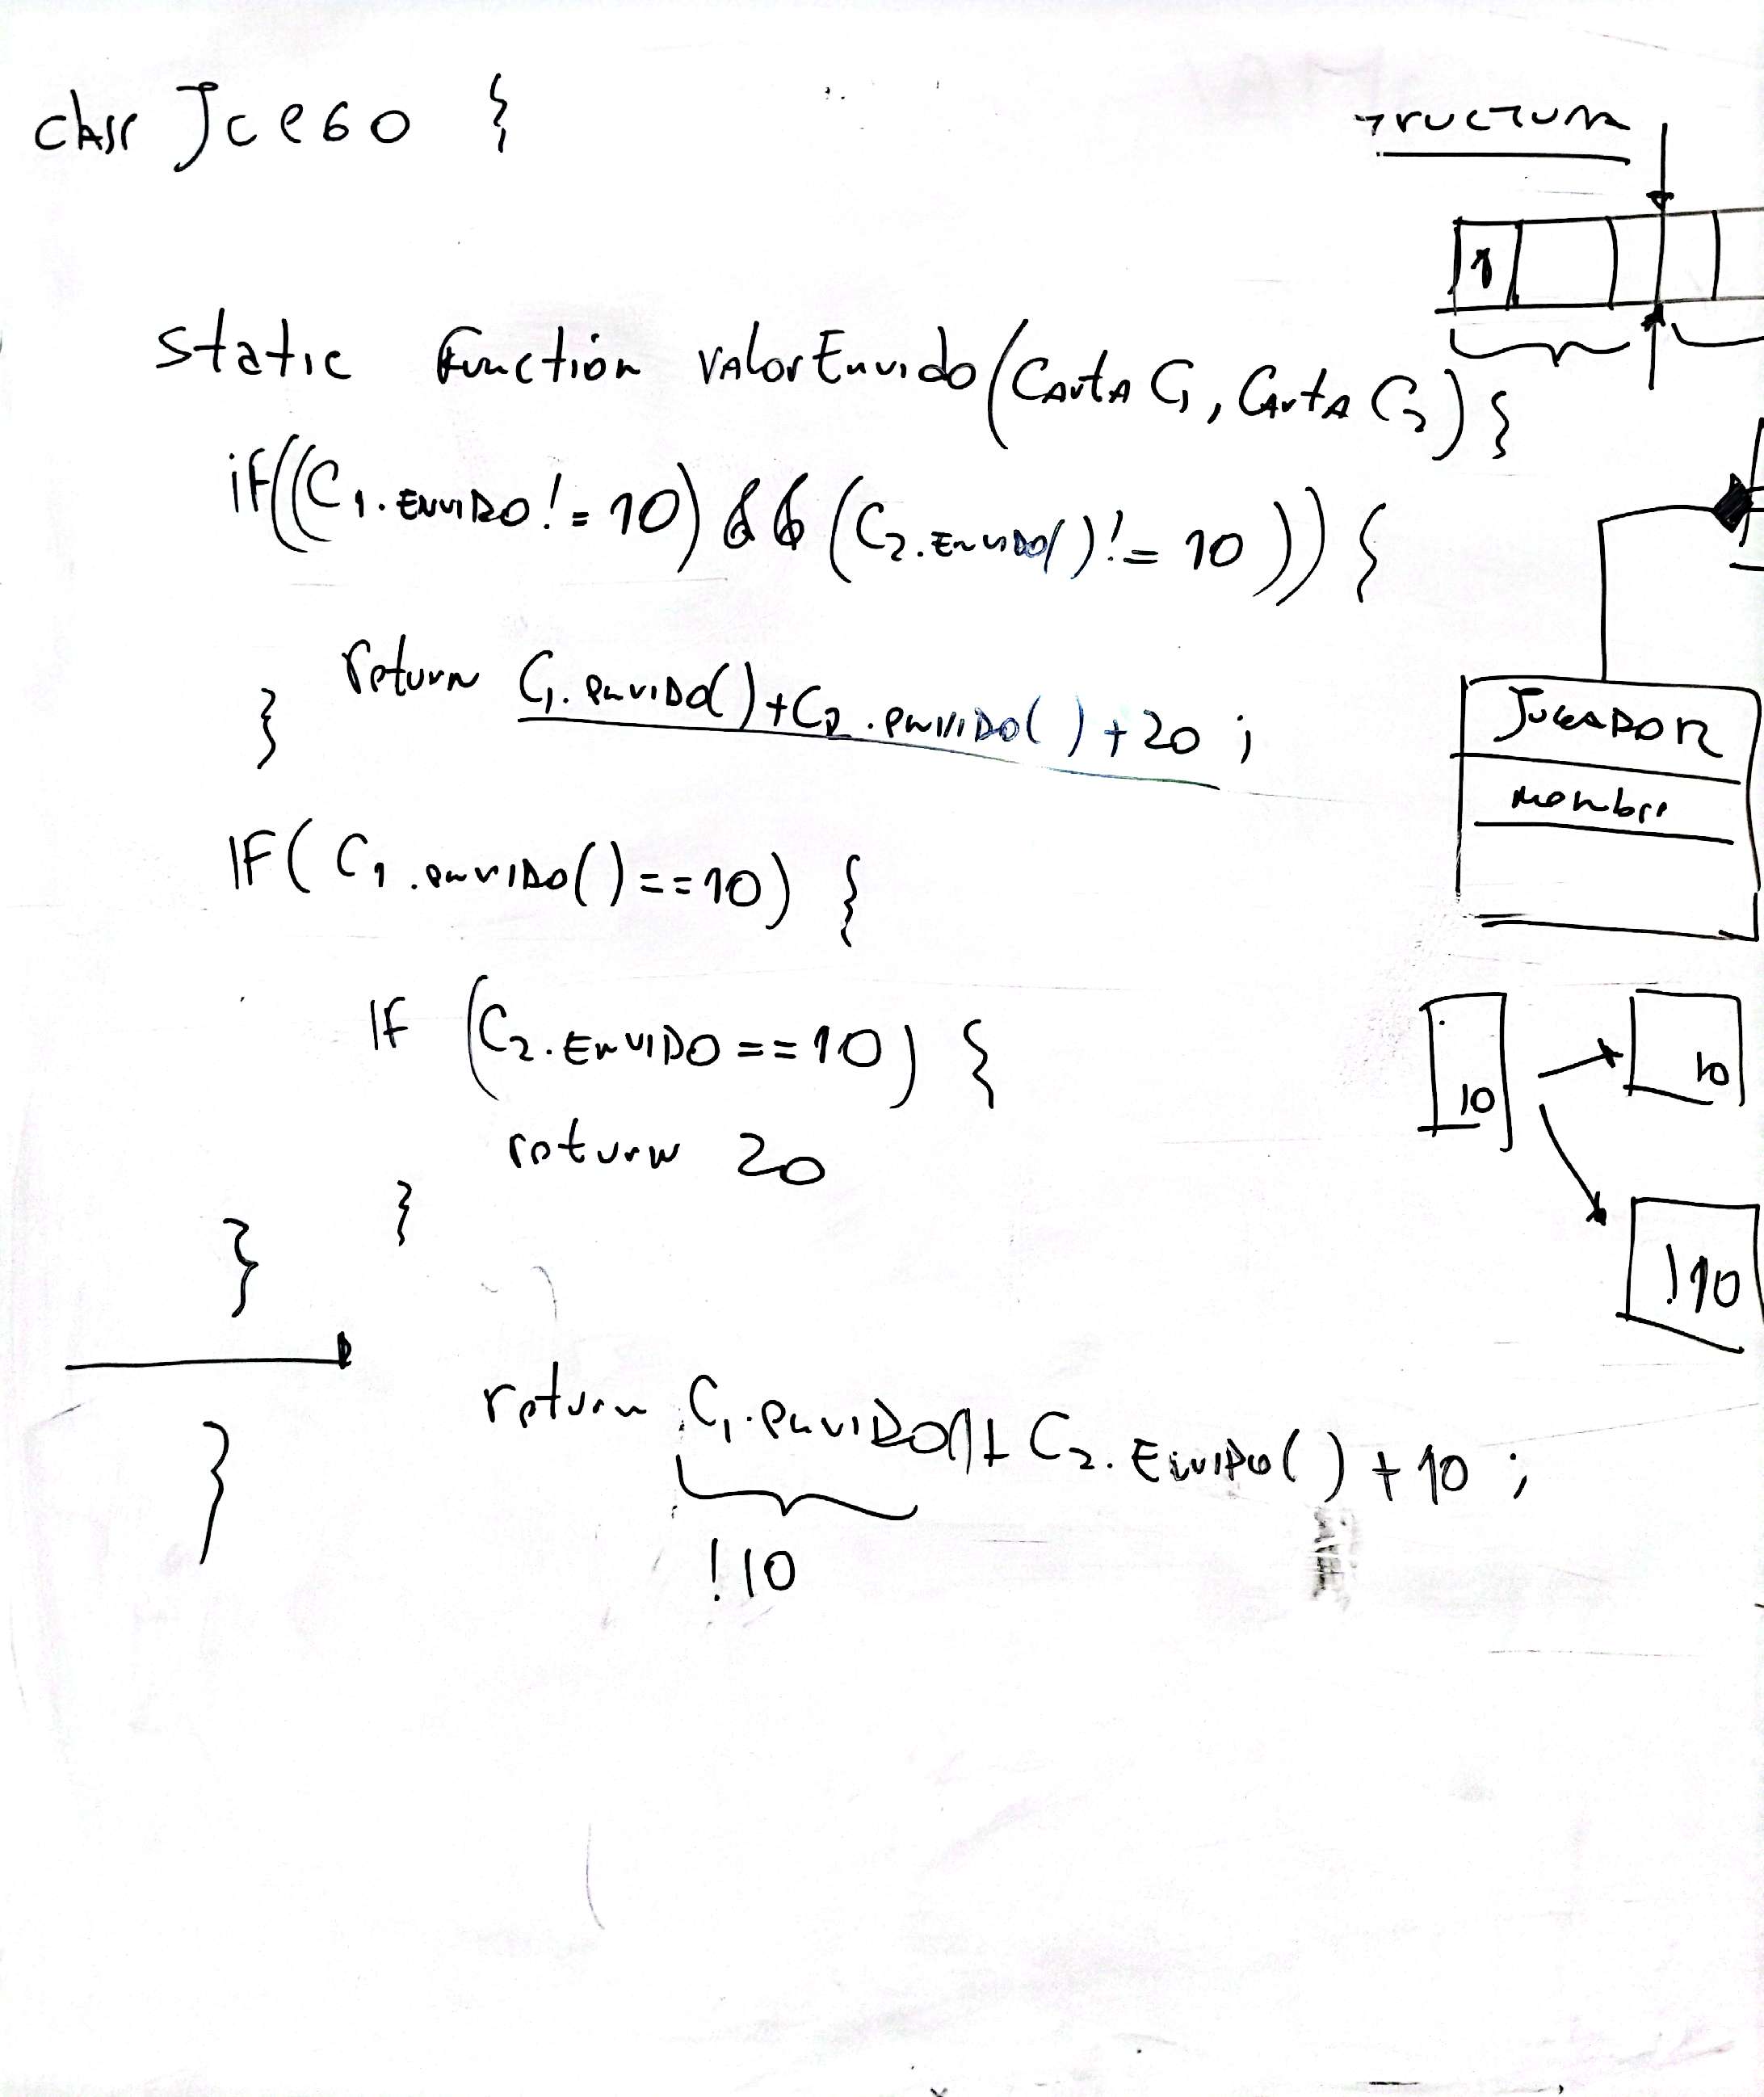 class Juego {
static function valorEnvido(Carta C1, Carta C2) {
if((C1.ENVIDO != 10) && (C2.ENVIDO() != 10)) {
return C1.envido() + C2.envido() + 20 ;
}
IF( C1.envido() == 10) {
If (C2.ENVIDO == 10) {
return 20
}
}
return C1.envido() + C2.Envido() + 10 ;
!10
}
TRUCTURA
1
JUGADOR
nombre
10
10
!10